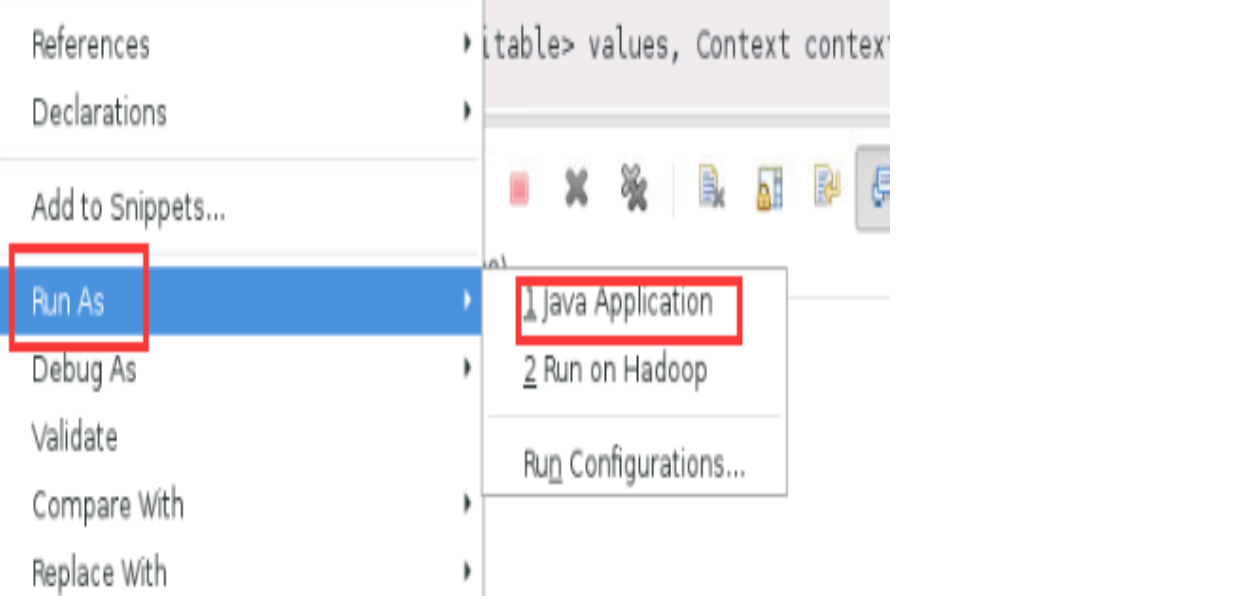 References
itable> values, Context contex
Declarations
Add to Snippets...
Run As
1 Java Application
Debug As
2 Run on Hadoop
Validate
Run Configurations...
Compare With
Replace With